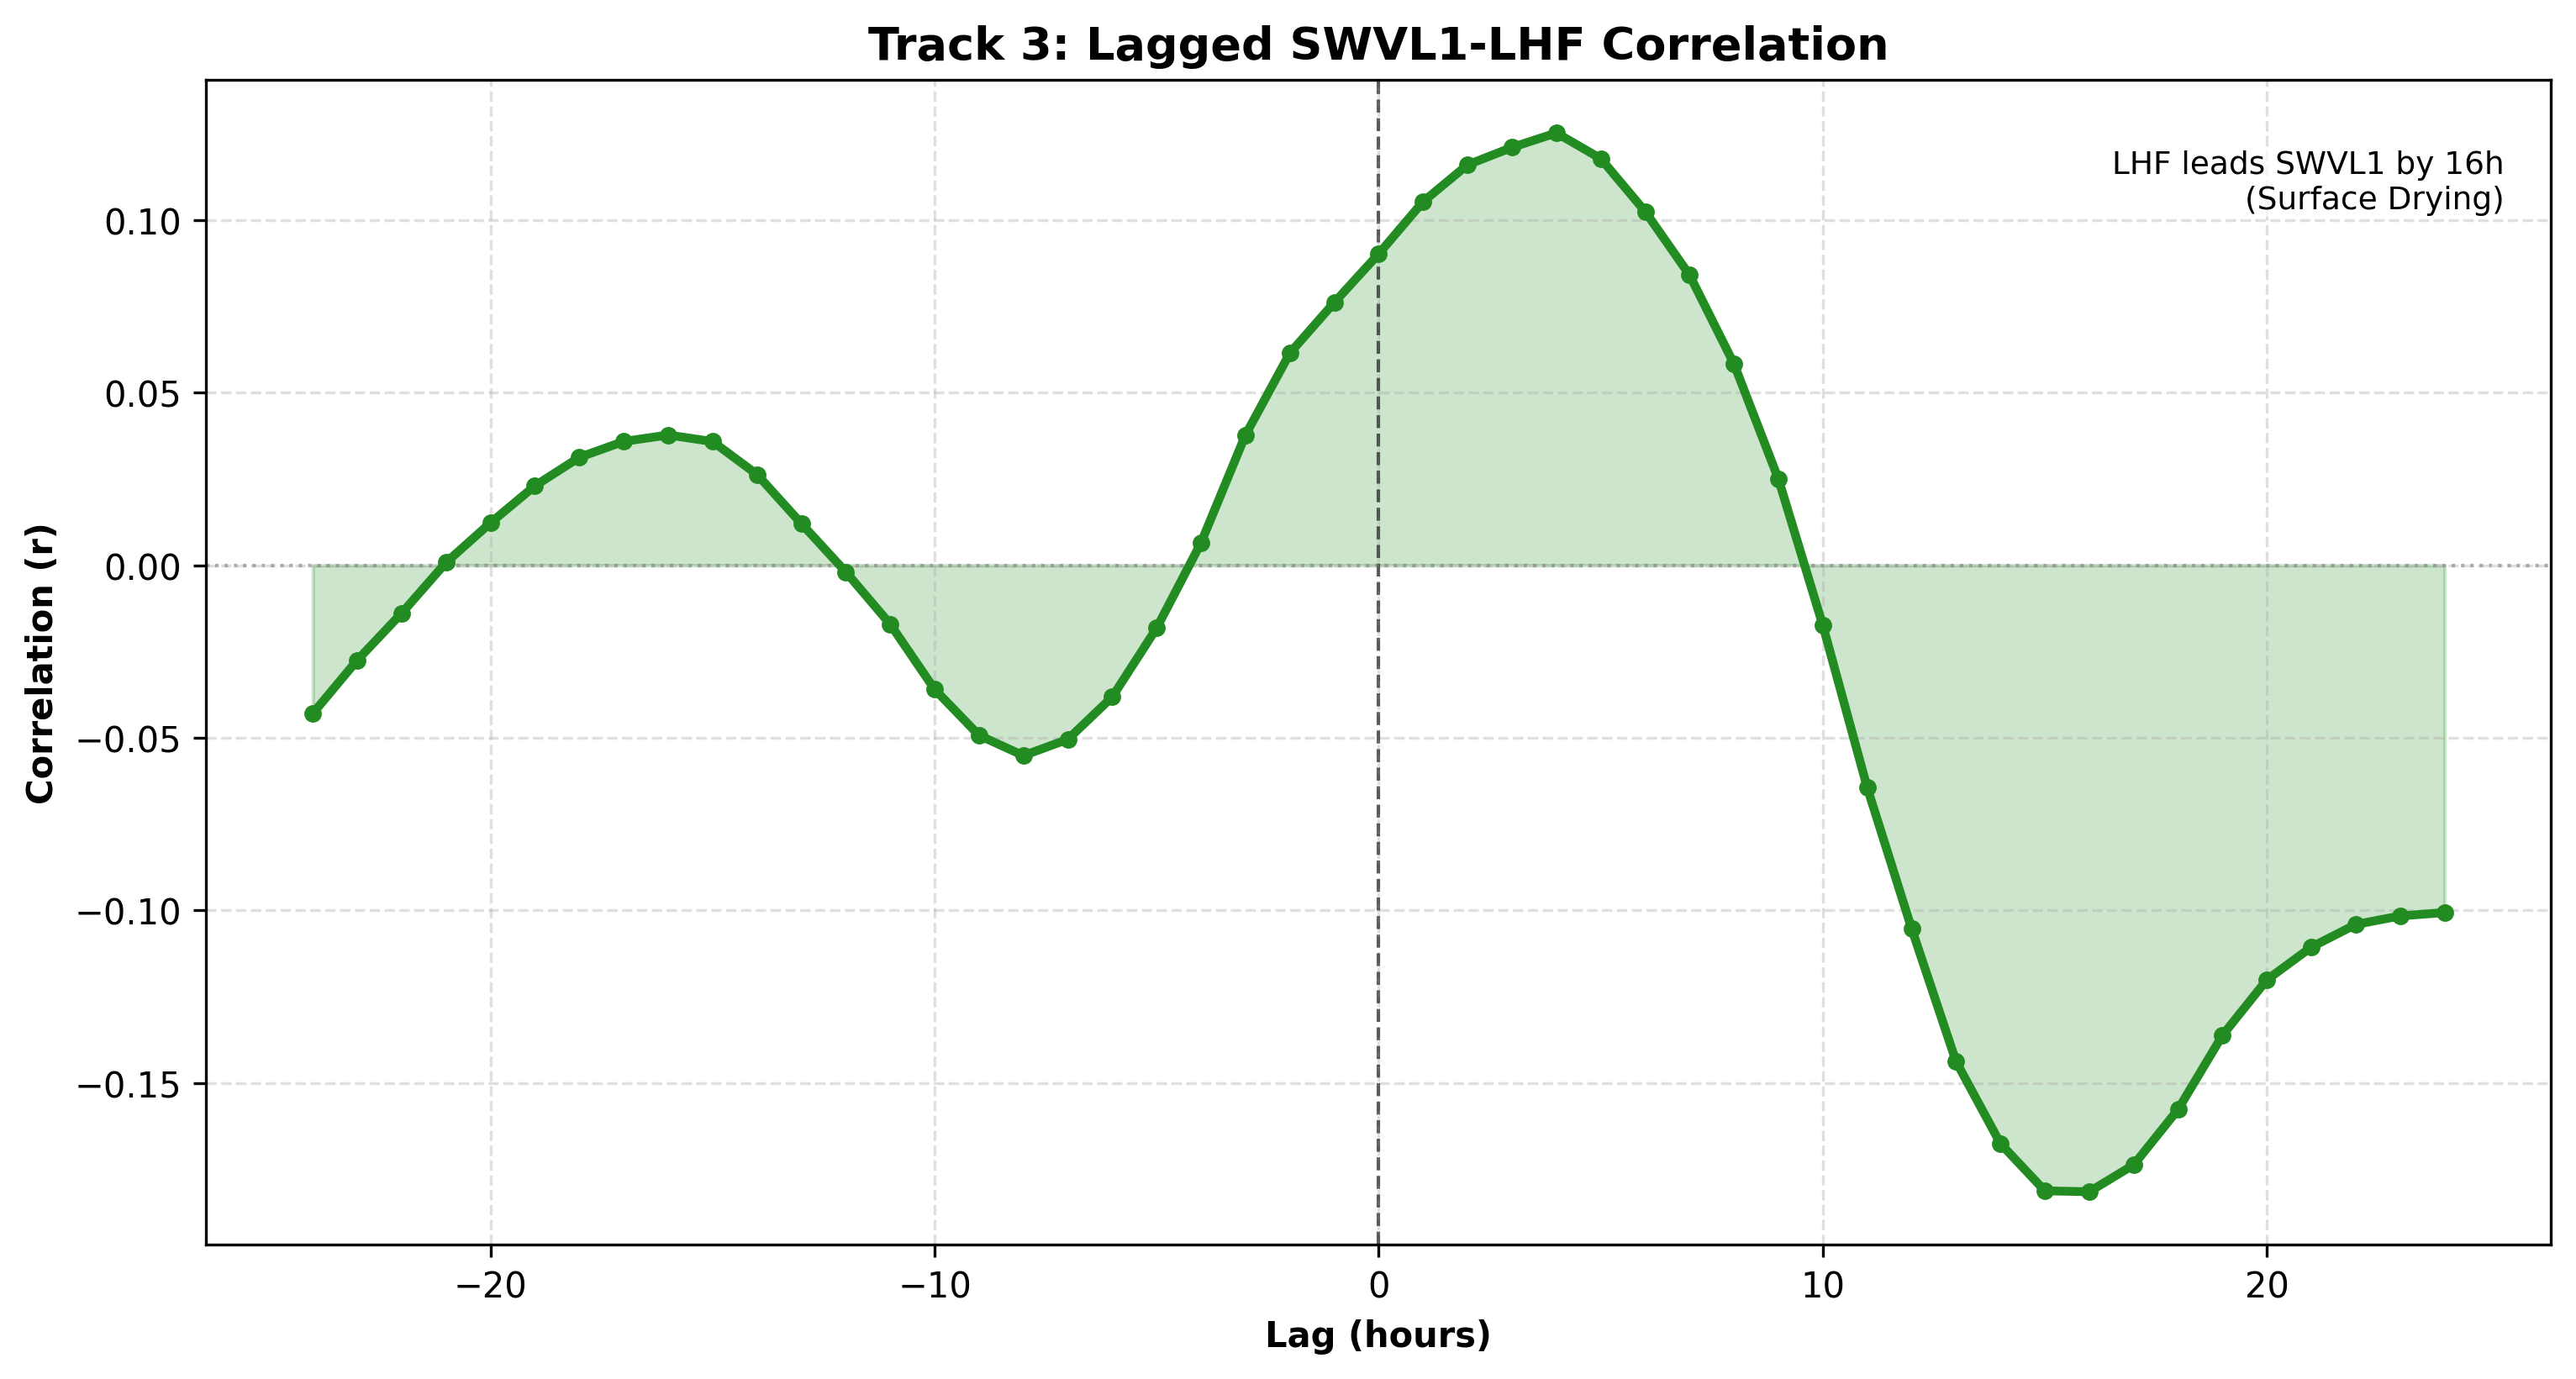 Track 3: Lagged SWVL1-LHF Correlation
LHF leads SWVL1 by 16h
(Surface Drying)
Correlation (r)
0.10
0.05
0.00
−0.05
−0.10
−0.15
−20
−10
0
10
20
Lag (hours)